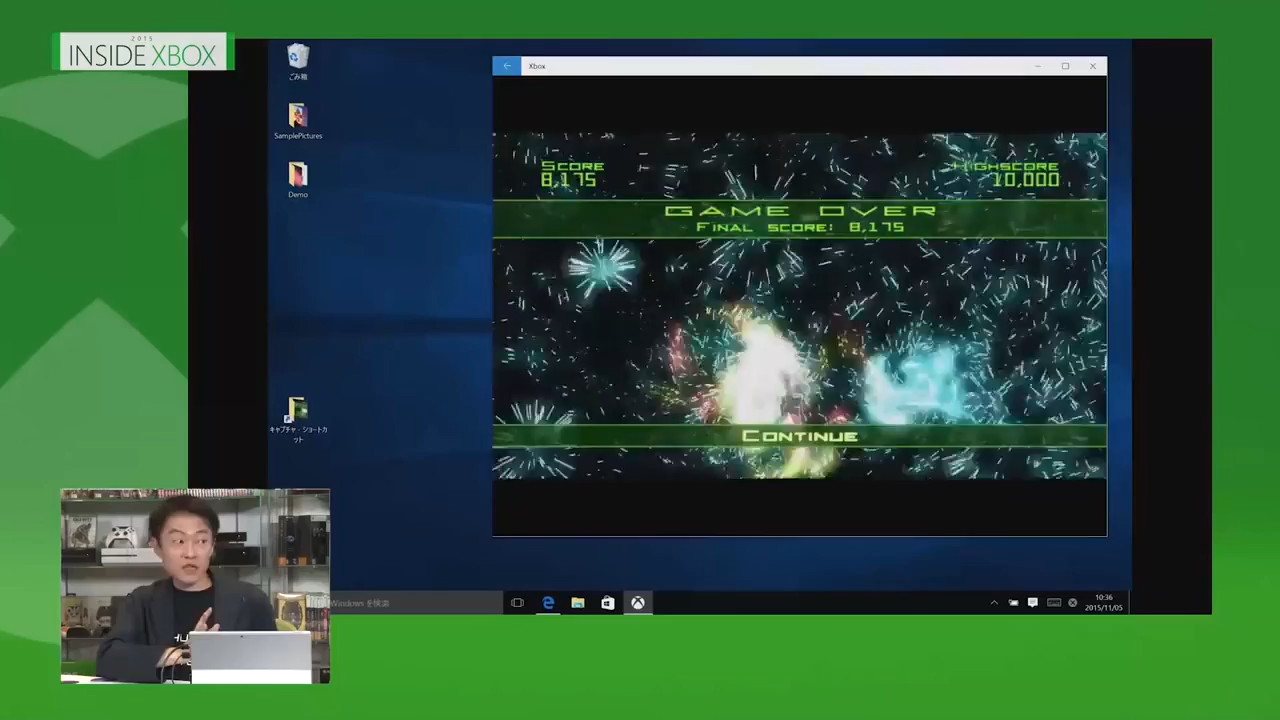 2015
INSIDE XBOX
ごみ箱
SamplePictures
Demo
キャプチャ - ショートカ
ット
Xbox
SCORE
8,175
HIGHSCORE
10,000
GAME OVER
FINAL SCORE: 8,175
CONTINUE
Windows を検索
10:36
2015/11/05